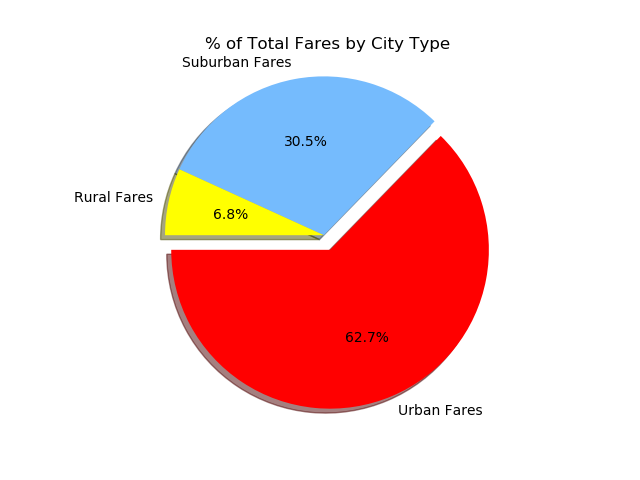 % of Total Fares by City Type
Suburban Fares
30.5%
Rural Fares
6.8%
62.7%
Urban Fares